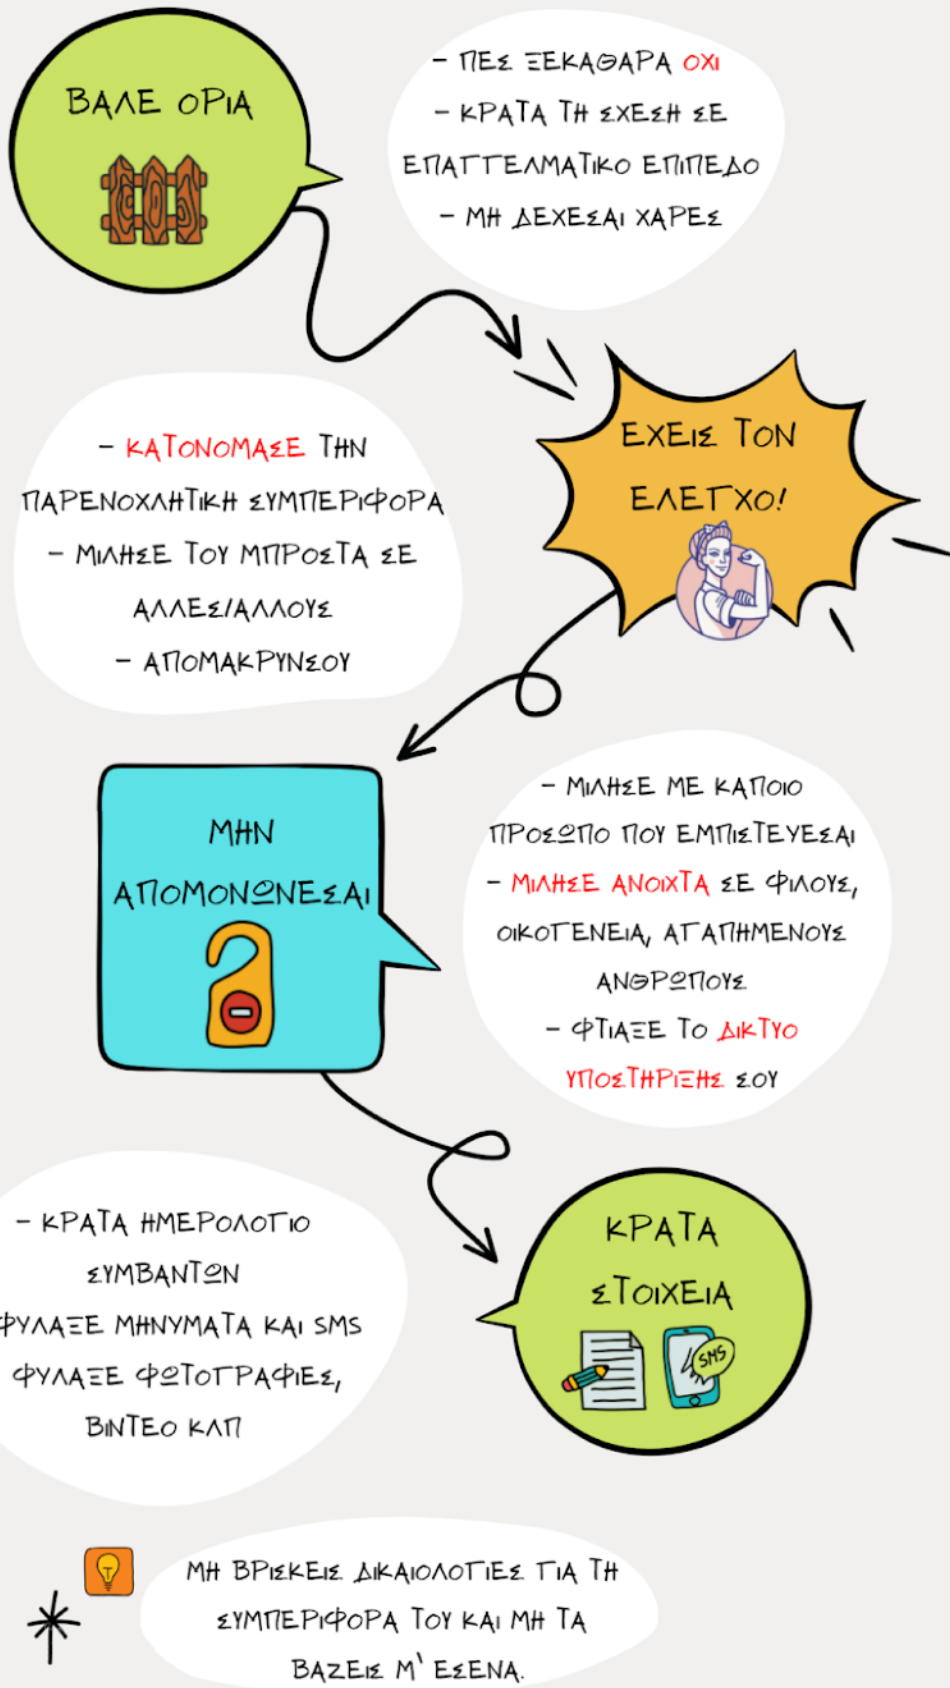 ΒΑΛΕ ΟΡΙΑ
- ΠΕΣ ΞΕΚΑΘΑΡΑ ΟΧΙ
- ΚΡΑΤΑ ΤΗ ΣΧΕΣΗ ΣΕ
ΕΠΑΓΓΕΛΜΑΤΙΚΟ ΕΠΙΠΕΔΟ
- ΜΗ ΔΕΧΕΣΑΙ ΧΑΡΕΣ
ΕΧΕΙΣ ΤΟΝ
ΕΛΕΓΧΟ!
- ΚΑΤΟΝΟΜΑΣΕ ΤΗΝ
ΠΑΡΕΝΟΧΛΗΤΙΚΗ ΣΥΜΠΕΡΙΦΟΡΑ
- ΜΙΛΗΣΕ ΤΟΥ ΜΠΡΟΣΤΑ ΣΕ
ΑΛΛΕΣ/ΑΛΛΟΥΣ
- ΑΠΟΜΑΚΡΥΝΣΟΥ
ΜΗΝ
ΑΠΟΜΟΝΩΝΕΣΑΙ
- ΜΙΛΗΣΕ ΜΕ ΚΑΠΟΙΟ
ΠΡΟΣΩΠΟ ΠΟΥ ΕΜΠΙΣΤΕΥΕΣΑΙ
- ΜΙΛΗΣΕ ΑΝΟΙΧΤΑ ΣΕ ΦΙΛΟΥΣ,
ΟΙΚΟΓΕΝΕΙΑ, ΑΓΑΠΗΜΕΝΟΥΣ
ΑΝΘΡΩΠΟΥΣ
- ΦΤΙΑΞΕ ΤΟ ΔΙΚΤΥΟ
ΥΠΟΣΤΗΡΙΞΗΣ ΣΟΥ
ΚΡΑΤΑ
ΣΤΟΙΧΕΙΑ
SMS
- ΚΡΑΤΑ ΗΜΕΡΟΛΟΓΙΟ
ΣΥΜΒΑΝΤΩΝ
ΦΥΛΑΞΕ ΜΗΝΥΜΑΤΑ ΚΑΙ SMS
ΦΥΛΑΞΕ ΦΩΤΟΓΡΑΦΙΕΣ,
ΒΙΝΤΕΟ ΚΛΠ
ΜΗ ΒΡΙΣΚΕΙΣ ΔΙΚΑΙΟΛΟΓΙΕΣ ΓΙΑ ΤΗ
ΣΥΜΠΕΡΙΦΟΡΑ ΤΟΥ ΚΑΙ ΜΗ ΤΑ
ΒΑΖΕΙΣ Μ' ΕΣΕΝΑ.